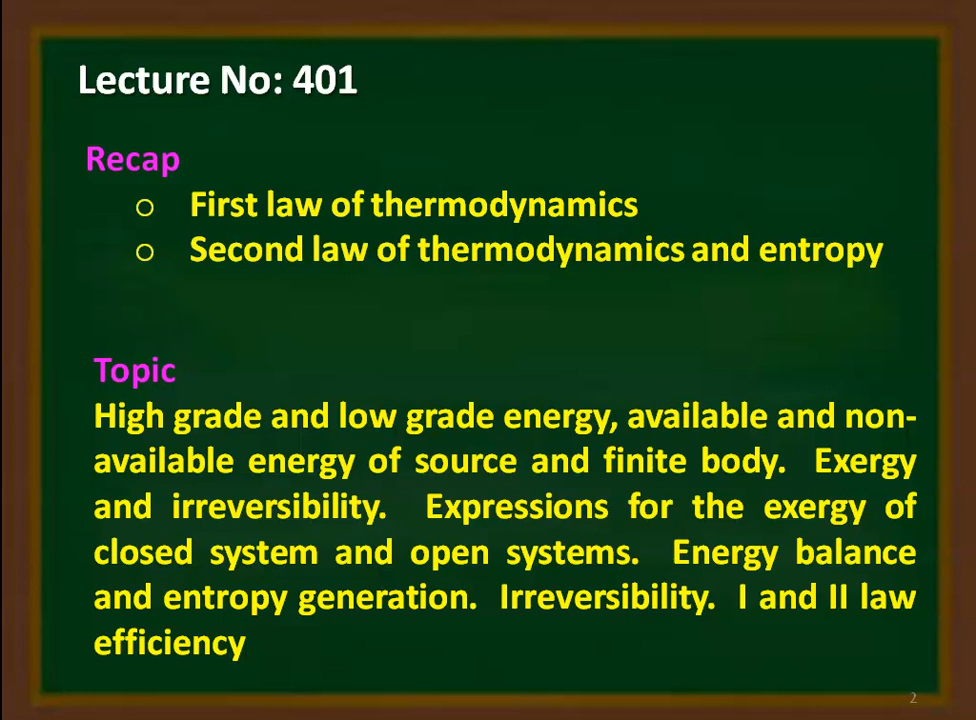 Lecture No: 401
Recap
○ First law of thermodynamics
○ Second law of thermodynamics and entropy
Topic
High grade and low grade energy, available and non-
available energy of source and finite body. Exergy
and irreversibility. Expressions for the exergy of
closed system and open systems. Energy balance
and entropy generation. Irreversibility. I and II law
efficiency
2